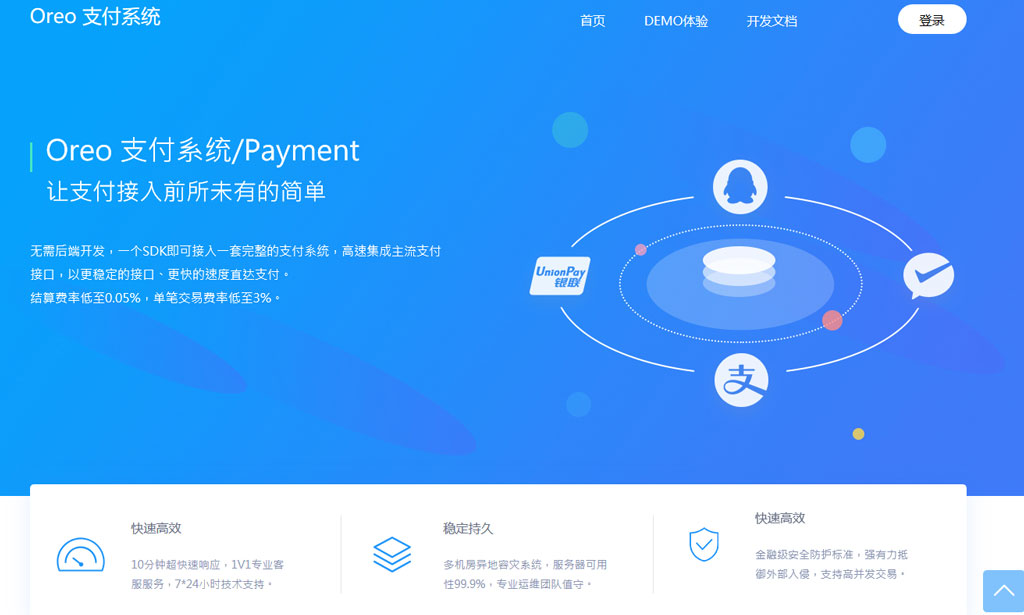 Oreo 支付系统
首页
DEMO体验
开发文档
登录
Oreo 支付系统/Payment
让支付接入前所未有的简单
无需后端开发，一个SDK即可接入一套完整的支付系统，高速集成主流支付
接口，以更稳定的接口、更快的速度直达支付。
结算费率低至0.05%，单笔交易费率低至3%。
UnionPay
银联
支
快速高效
10分钟超快速响应，1V1专业客
服服务，7*24小时技术支持。
稳定持久
多机房异地容灾系统，服务器可用
性99.9%，专业运维团队值守。
快速高效
金融级安全防护标准，强有力抵
御外部入侵，支持高并发交易。